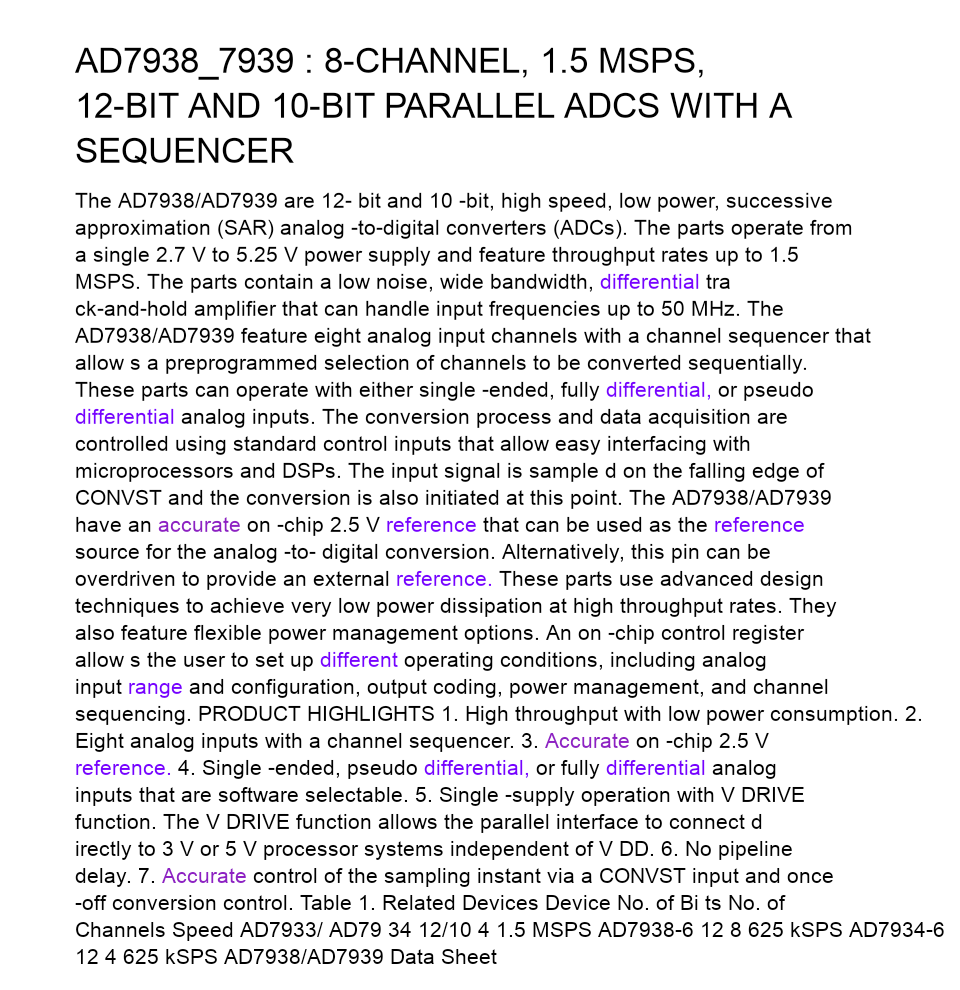 AD7938_7939 : 8-CHANNEL, 1.5 MSPS,
12-BIT AND 10-BIT PARALLEL ADCS WITH A
SEQUENCER
The AD7938/AD7939 are 12- bit and 10 -bit, high speed, low power, successive
approximation (SAR) analog -to-digital converters (ADCs). The parts operate from
a single 2.7 V to 5.25 V power supply and feature throughput rates up to 1.5
MSPS. The parts contain a low noise, wide bandwidth, differential tra
ck-and-hold amplifier that can handle input frequencies up to 50 MHz. The
AD7938/AD7939 feature eight analog input channels with a channel sequencer that
allow s a preprogrammed selection of channels to be converted sequentially.
These parts can operate with either single -ended, fully differential, or pseudo
differential analog inputs. The conversion process and data acquisition are
controlled using standard control inputs that allow easy interfacing with
microprocessors and DSPs. The input signal is sample d on the falling edge of
CONVST and the conversion is also initiated at this point. The AD7938/AD7939
have an accurate on -chip 2.5 V reference that can be used as the reference
source for the analog -to- digital conversion. Alternatively, this pin can be
overdriven to provide an external reference. These parts use advanced design
techniques to achieve very low power dissipation at high throughput rates. They
also feature flexible power management options. An on -chip control register
allow s the user to set up different operating conditions, including analog
input range and configuration, output coding, power management, and channel
sequencing. PRODUCT HIGHLIGHTS 1. High throughput with low power consumption. 2.
Eight analog inputs with a channel sequencer. 3. Accurate on -chip 2.5 V
reference. 4. Single -ended, pseudo differential, or fully differential analog
inputs that are software selectable. 5. Single -supply operation with V DRIVE
function. The V DRIVE function allows the parallel interface to connect d
irectly to 3 V or 5 V processor systems independent of V DD. 6. No pipeline
delay. 7. Accurate control of the sampling instant via a CONVST input and once
-off conversion control. Table 1. Related Devices Device No. of Bi ts No. of
Channels Speed AD7933/ AD79 34 12/10 4 1.5 MSPS AD7938-6 12 8 625 kSPS AD7934-6
12 4 625 kSPS AD7938/AD7939 Data Sheet